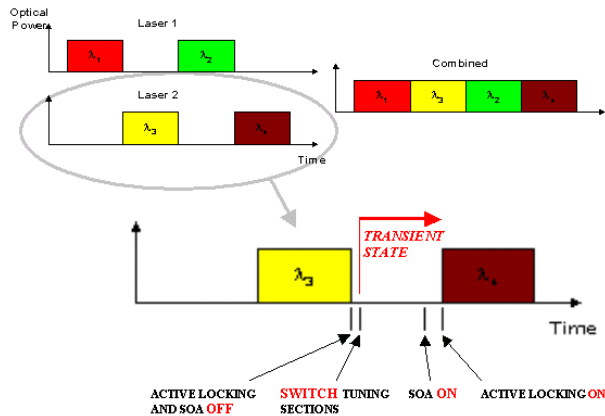 Optical
Power
Laser 1
λ1
λ2
Combined
λ1 λ3 λ2 λ4
Laser 2
λ3
λ4
Time
TRANSIENT
STATE
λ3
λ4
Time
ACTIVE LOCKING
AND SOA OFF
SWITCH TUNING
SECTIONS
SOA ON
ACTIVE LOCKING ON